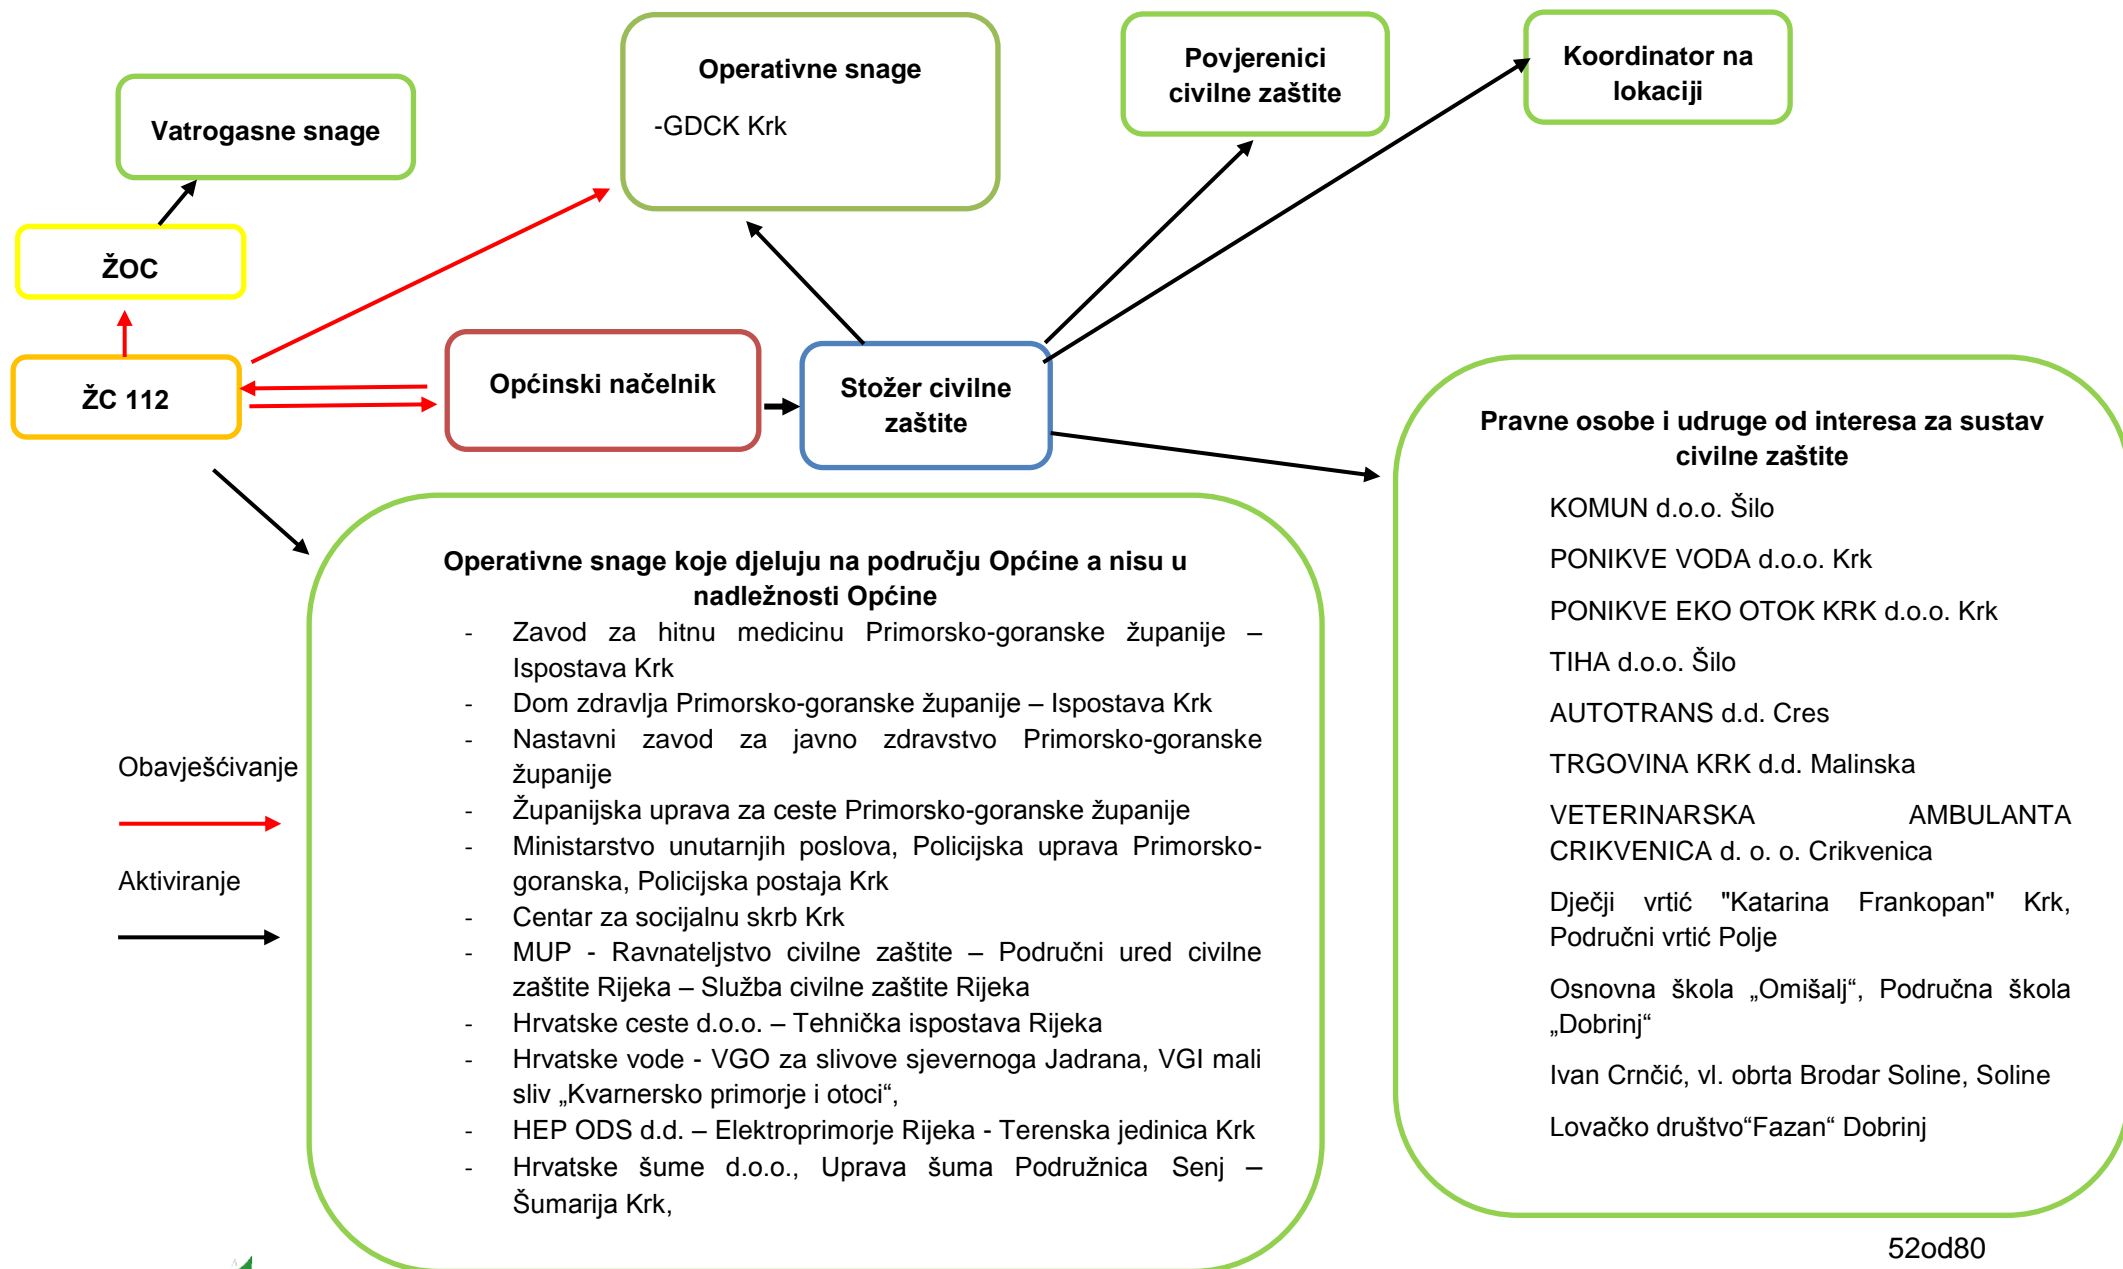 Operativne snage
-GDCK Krk
Povjerenici
civilne zaštite
Koordinator na
lokaciji
Vatrogasne snage
ŽOC
ŽC 112
Općinski načelnik
Stožer civilne
zaštite
Pravne osobe i udruge od interesa za sustav
civilne zaštite
KOMUN d.o.o. Šilo
PONIKVE VODA d.o.o. Krk
PONIKVE EKO OTOK KRK d.o.o. Krk
TIHA d.o.o. Šilo
AUTOTRANS d.d. Cres
TRGOVINA KRK d.d. Malinska
VETERINARSKA AMBULANTA
CRIKVENICA d. o. o. Crikvenica
Dječji vrtić "Katarina Frankopan" Krk,
Područni vrtić Polje
Osnovna škola „Omišalj“, Područna škola
„Dobrinj“
Ivan Crnčić, vl. obrta Brodar Soline, Soline
Lovačko društvo“Fazan“ Dobrinj
Operativne snage koje djeluju na području Općine a nisu u
nadležnosti Općine
- Zavod za hitnu medicinu Primorsko-goranske županije –
Ispostava Krk
- Dom zdravlja Primorsko-goranske županije – Ispostava Krk
- Nastavni zavod za javno zdravstvo Primorsko-goranske
županije
- Županijska uprava za ceste Primorsko-goranske županije
- Ministarstvo unutarnjih poslova, Policijska uprava Primorsko-
goranska, Policijska postaja Krk
- Centar za socijalnu skrb Krk
- MUP - Ravnateljstvo civilne zaštite – Područni ured civilne
zaštite Rijeka – Služba civilne zaštite Rijeka
- Hrvatske ceste d.o.o. – Tehnička ispostava Rijeka
- Hrvatske vode - VGO za slivove sjevernoga Jadrana, VGI mali
sliv „Kvarnersko primorje i otoci“,
- HEP ODS d.d. – Elektroprimorje Rijeka - Terenska jedinica Krk
- Hrvatske šume d.o.o., Uprava šuma Podružnica Senj –
Šumarija Krk,
Obavješćivanje
Aktiviranje
52od80